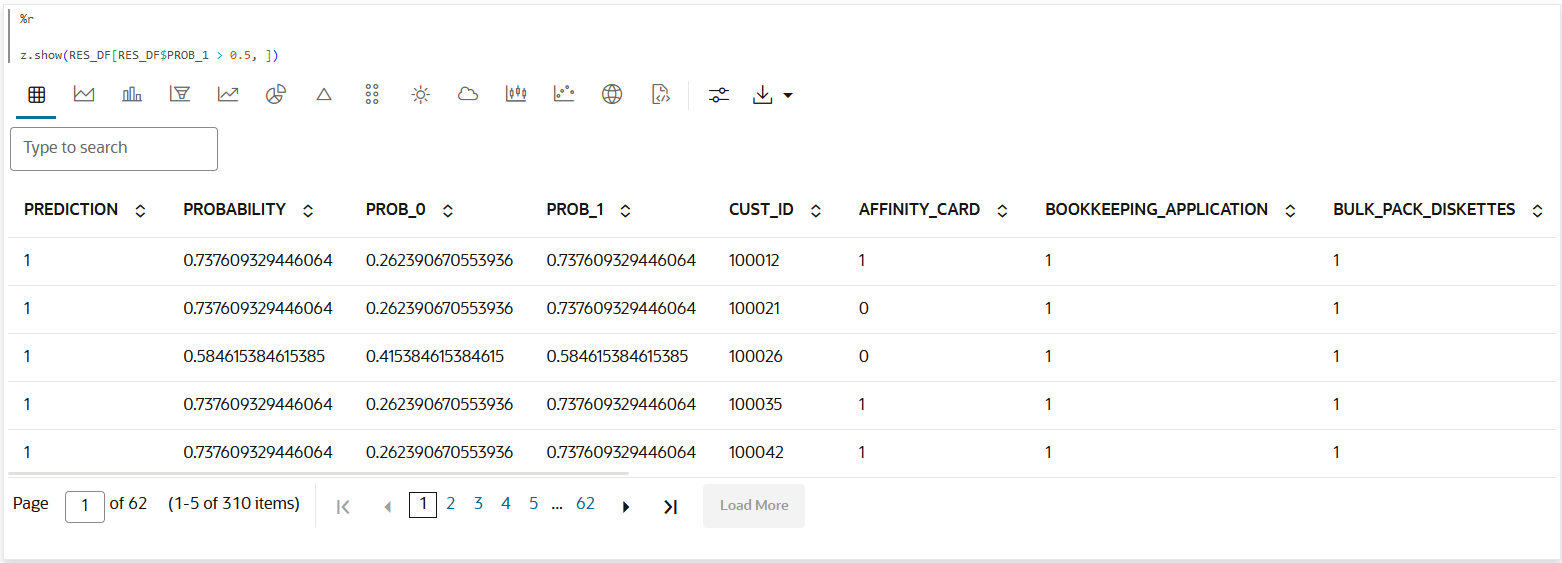 %r
z.show(RES_DF[RES_DF$PROB_1 > 0.5, ])
Type to search
PREDICTION PROBABILITY PROB_0 PROB_1 CUST_ID AFFINITY_CARD BOOKKEEPING_APPLICATION BULK_PACK_DISKETTES
1 0.737609329446064 0.262390670553936 0.737609329446064 100012 1 1 1
1 0.737609329446064 0.262390670553936 0.737609329446064 100021 0 1 1
1 0.584615384615385 0.415384615384615 0.584615384615385 100026 0 1 1
1 0.737609329446064 0.262390670553936 0.737609329446064 100035 1 1 1
1 0.737609329446064 0.262390670553936 0.737609329446064 100042 1 1 1
Page 1 of 62 (1-5 of 310 items) 1 2 3 4 5 ... 62 Load More